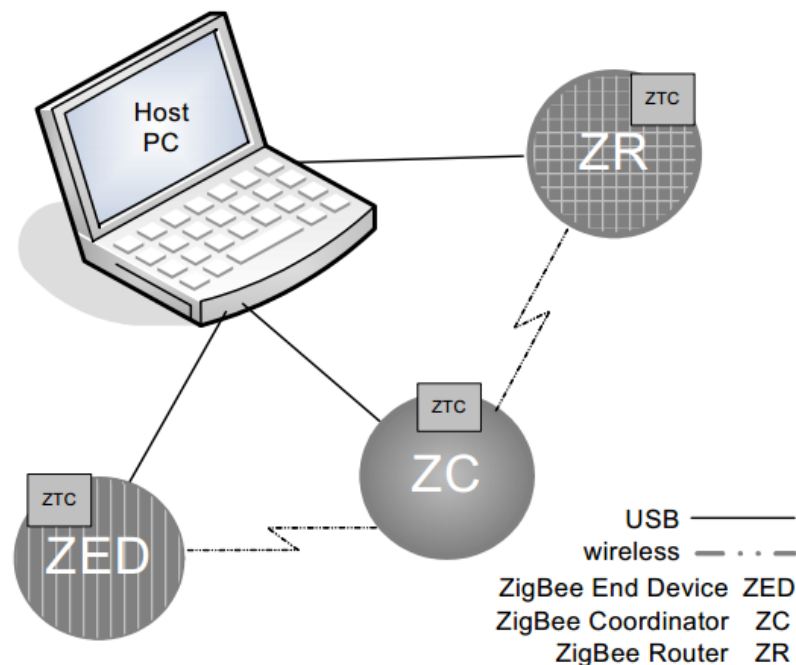 Host
PC
ZTC
ZR
ZTC
ZC
ZTC
ZED
USB
wireless
ZigBee End Device ZED
ZigBee Coordinator ZC
ZigBee Router ZR